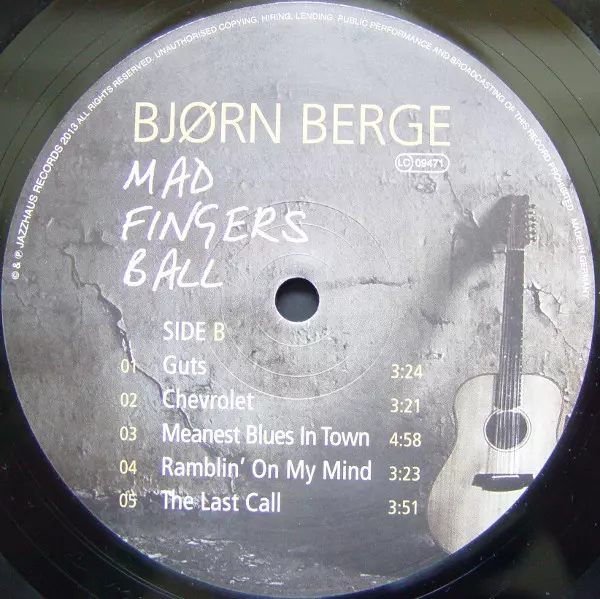 © & ℗ JAZZHAUS RECORDS 2013 ALL RIGHTS RESERVED. UNAUTHORISED COPYING, HIRING, LENDING, PUBLIC PERFORMANCE AND BROADCASTING OF THIS RECORD PROHIBITED. MADE IN GERMANY
BJØRN BERGE
LC 09471
MAD
FINGERS
BALL
SIDE B
01 Guts 3:24
02 Chevrolet 3:21
03 Meanest Blues In Town 4:58
04 Ramblin' On My Mind 3:23
05 The Last Call 3:51